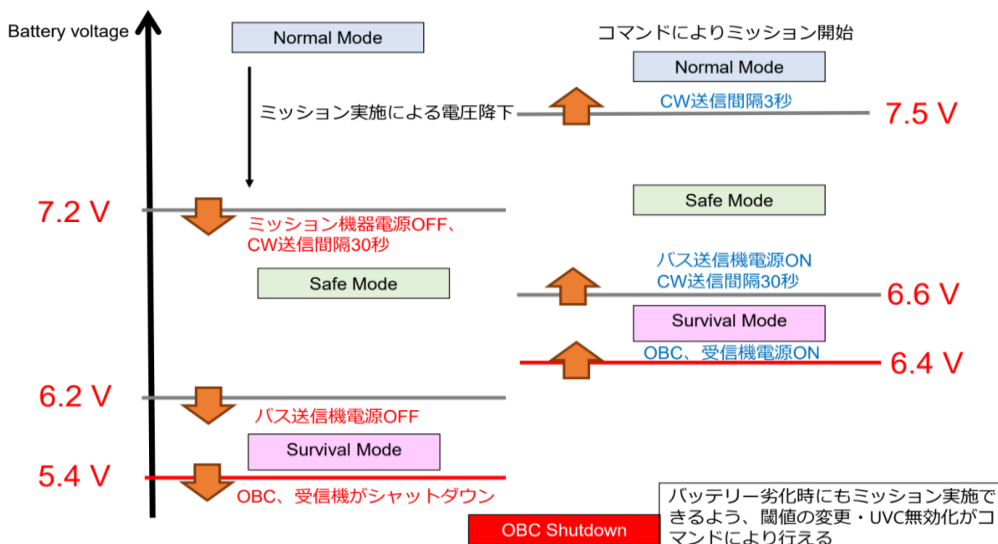 Battery voltage
Normal Mode
ミッション実施による電圧降下
7.2 V
ミッション機器電源OFF、
CW送信間隔30秒
Safe Mode
6.2 V
バス送信機電源OFF
Survival Mode
5.4 V
OBC、受信機がシャットダウン
コマンドによりミッション開始
Normal Mode
CW送信間隔3秒
7.5 V
Safe Mode
バス送信機電源ON
CW送信間隔30秒
6.6 V
Survival Mode
OBC、受信機電源ON
6.4 V
OBC Shutdown
バッテリー劣化時にもミッション実施で
きるよう、閾値の変更・UVC無効化がコ
マンドにより行える